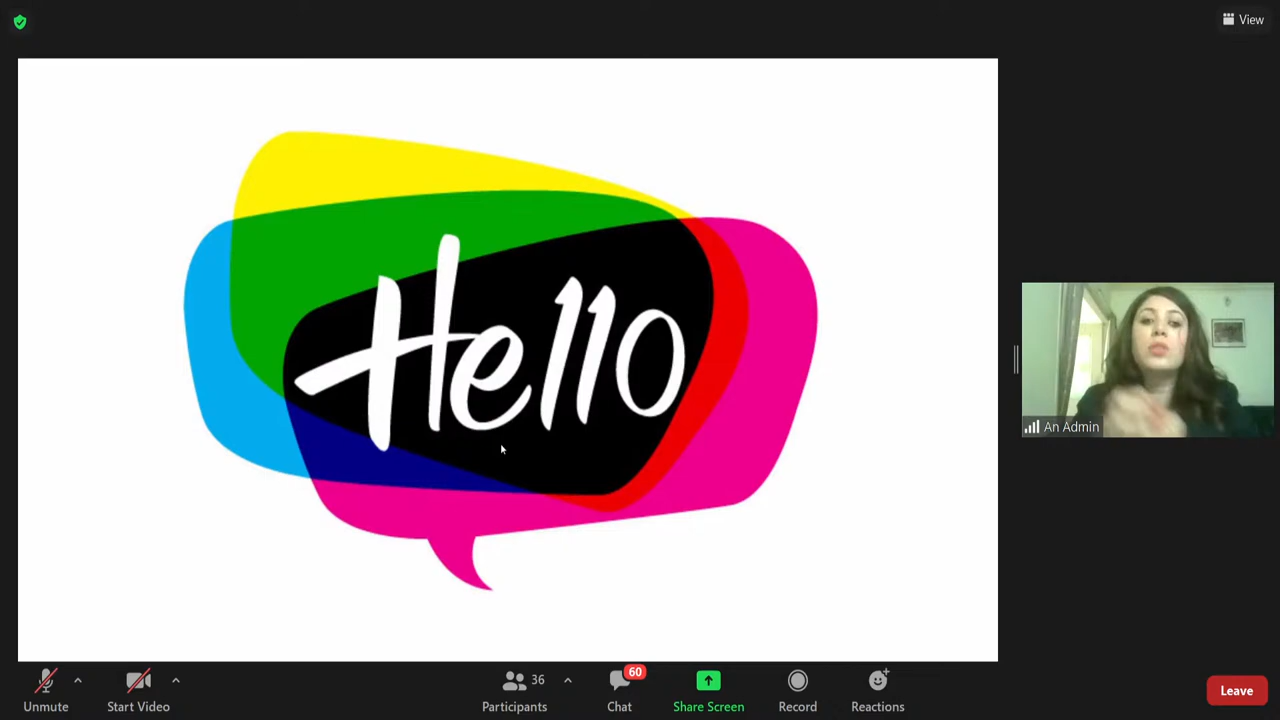 View
Hello
An Admin
36
60
Unmute
Start Video
Participants
Chat
Share Screen
Record
Reactions
Leave